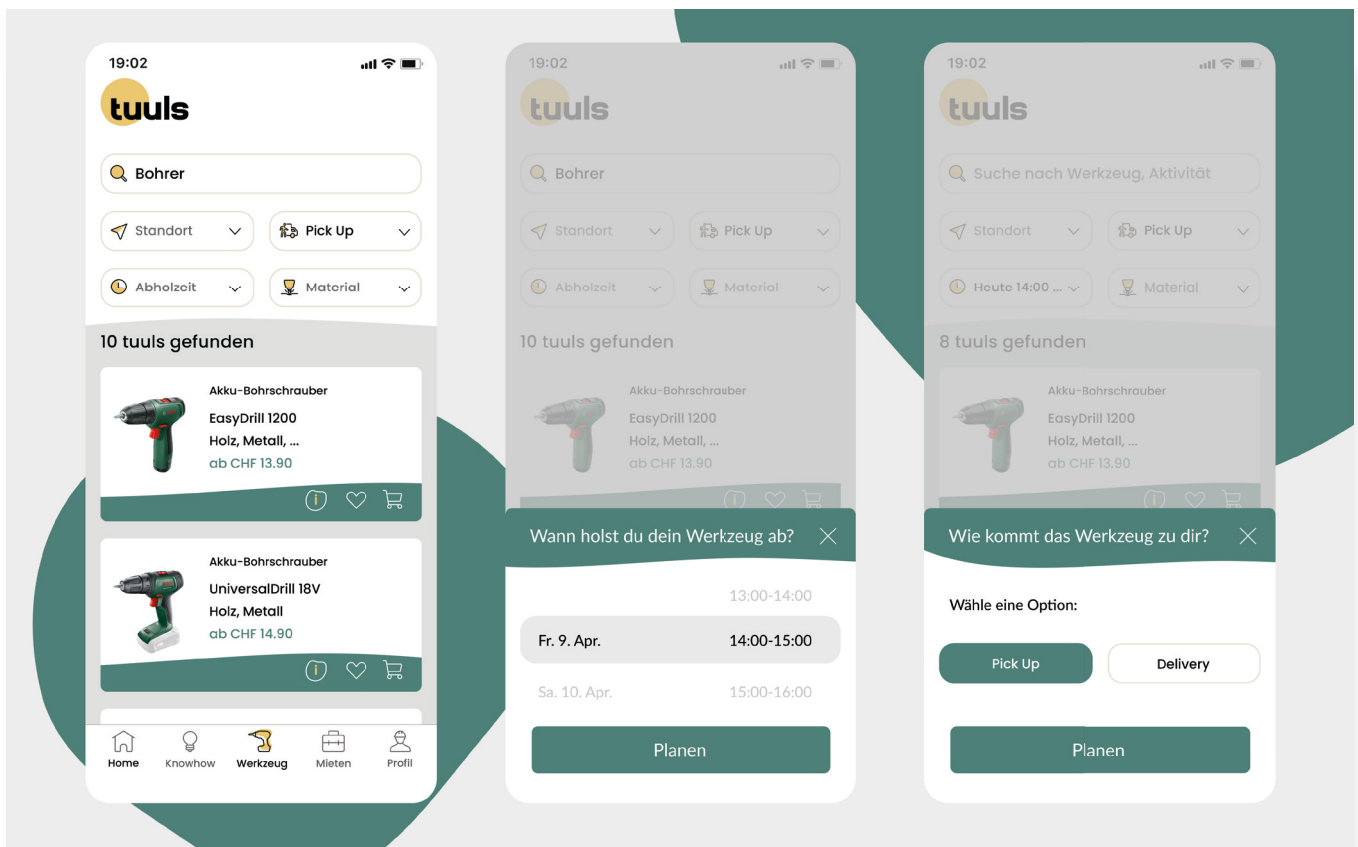 19:02
tuuls
Bohrer
Standort
Pick Up
Abholzeit
Material
10 tuuls gefunden
Akku-Bohrschrauber
EasyDrill 1200
Holz, Metall, ...
ab CHF 13.90
Akku-Bohrschrauber
UniversalDrill 18V
Holz, Metall
ab CHF 14.90
Home
Knowhow
Werkzeug
Mieten
Profil
19:02
tuuls
Bohrer
Standort
Pick Up
Abholzeit
Material
10 tuuls gefunden
Akku-Bohrschrauber
EasyDrill 1200
Holz, Metall, ...
ab CHF 13.90
Wann holst du dein Werkzeug ab?
13:00-14:00
Fr. 9. Apr. 14:00-15:00
Sa. 10. Apr. 15:00-16:00
Planen
19:02
tuuls
Suche nach Werkzeug, Aktivität
Standort
Pick Up
Heute 14:00 ...
Material
8 tuuls gefunden
Akku-Bohrschrauber
EasyDrill 1200
Holz, Metall, ...
ab CHF 13.90
Wie kommt das Werkzeug zu dir?
Wähle eine Option:
Pick Up
Delivery
Planen